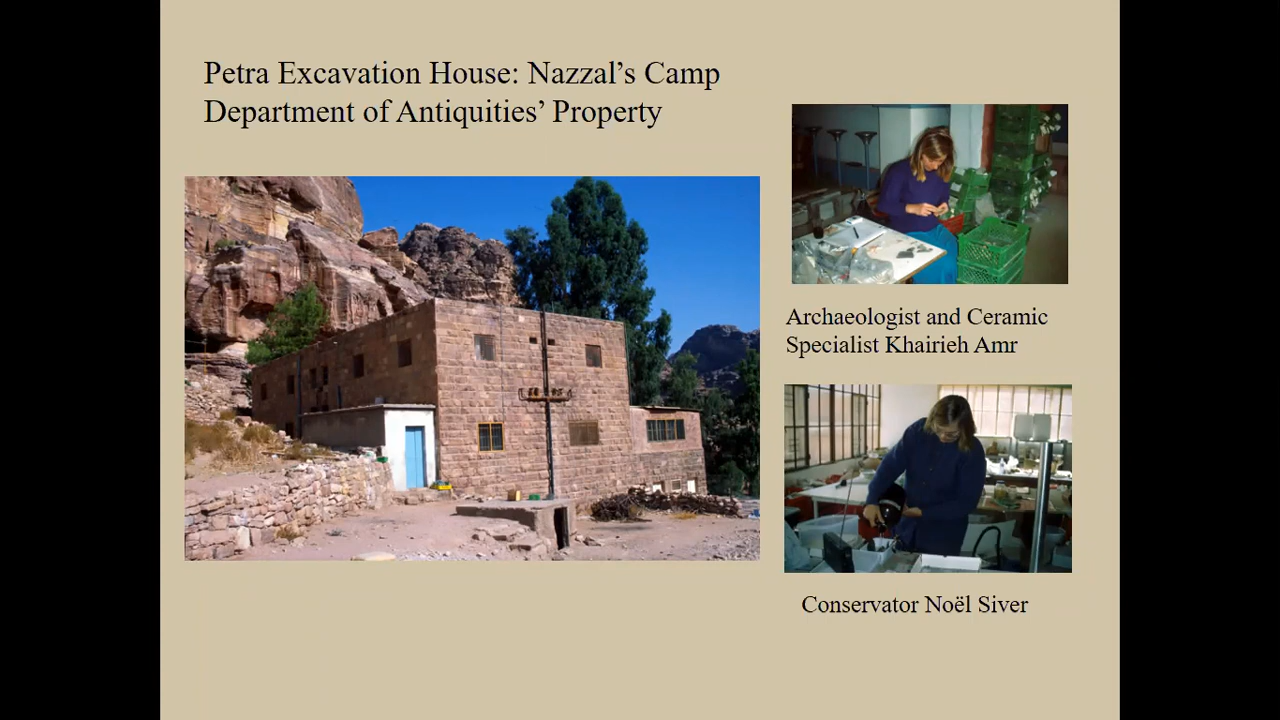 Petra Excavation House: Nazzal’s Camp
Department of Antiquities’ Property
Archaeologist and Ceramic
Specialist Khairieh Amr
Conservator Noël Siver